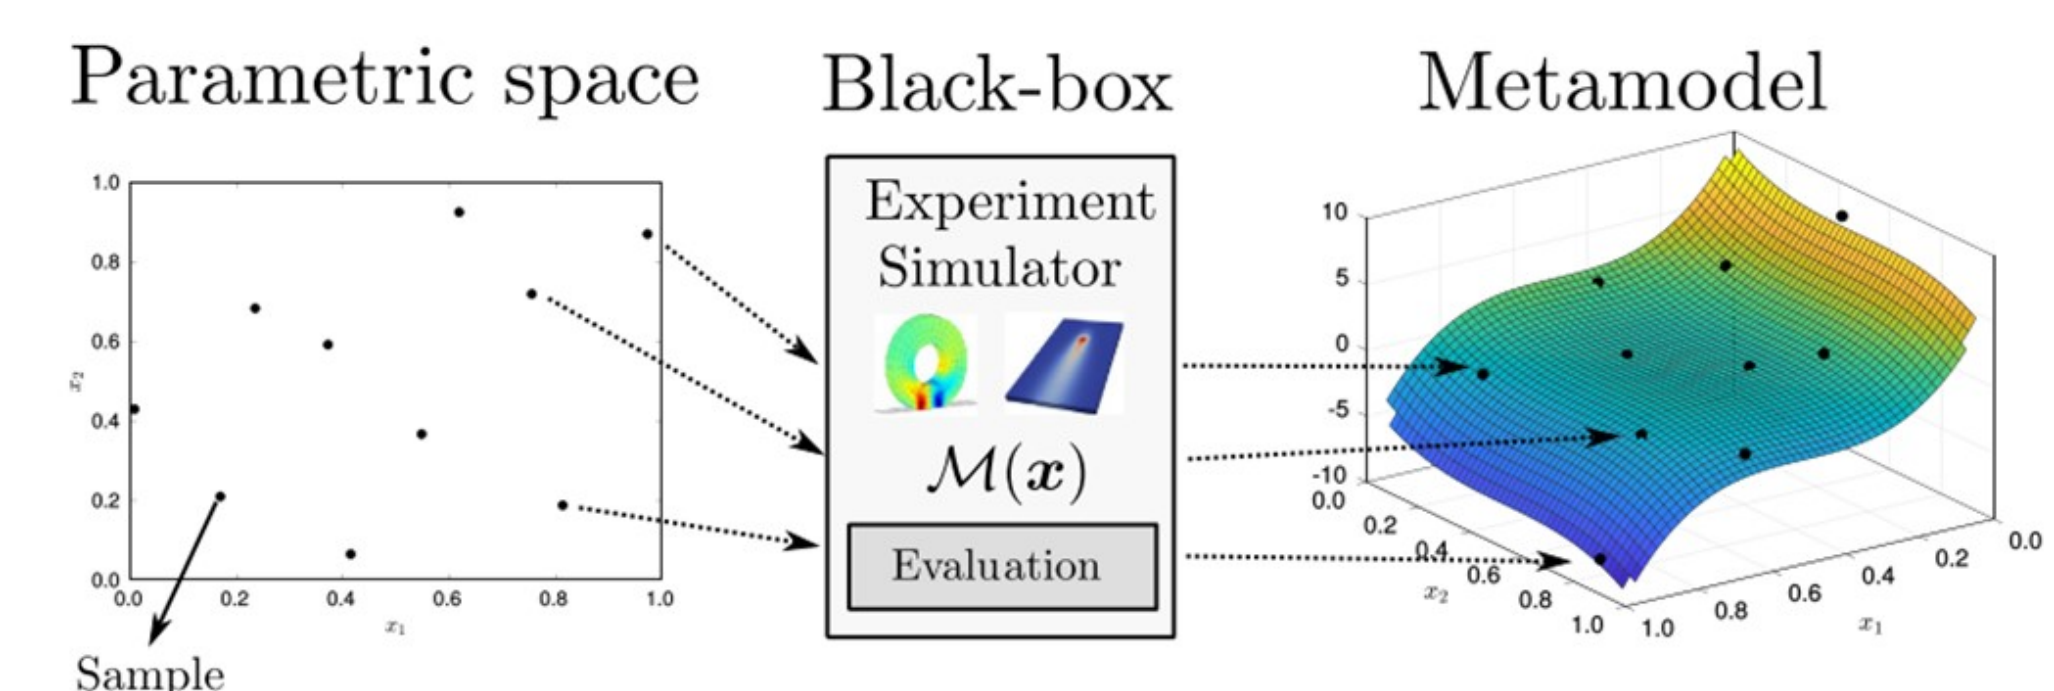 Parametric space
Black-box
Metamodel
1.0
0.8
0.6
0.4
0.2
0.0
x₂
0.0 0.2 0.4 0.6 0.8 1.0
x₁
Sample
Experiment
Simulator
M(x)
Evaluation
10
5
0
-5
-10
0.0
0.2
0.4
0.6
0.8
1.0
x₂
1.0
0.8
0.6
0.4
0.2
0.0
x₁